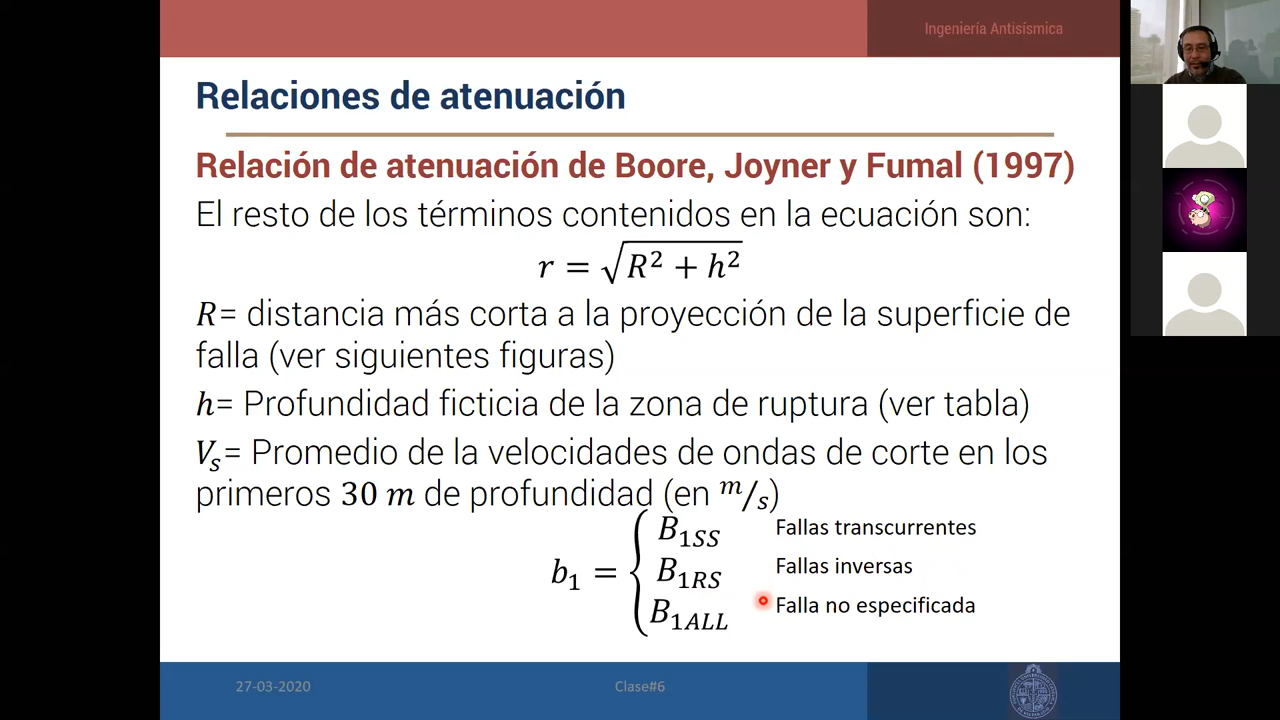 Ingeniería Antisísmica
Relaciones de atenuación
Relación de atenuación de Boore, Joyner y Fumal (1997)
El resto de los términos contenidos en la ecuación son:
r = √(R² + h²)
R= distancia más corta a la proyección de la superficie de
falla (ver siguientes figuras)
h= Profundidad ficticia de la zona de ruptura (ver tabla)
Vₛ= Promedio de la velocidades de ondas de corte en los
primeros 30 m de profundidad (en m/s)
B1SS Fallas transcurrentes
b₁ = { B1RS Fallas inversas
B1ALL Falla no especificada
27-03-2020 Clase#6